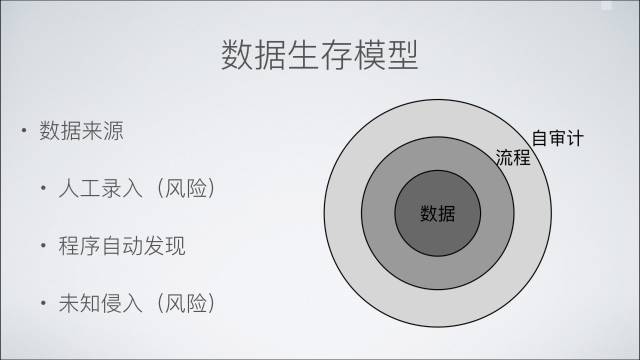 数据生存模型
• 数据来源
• 人工录入（风险）
• 程序自动发现
• 未知侵入（风险）
自审计
流程
数据